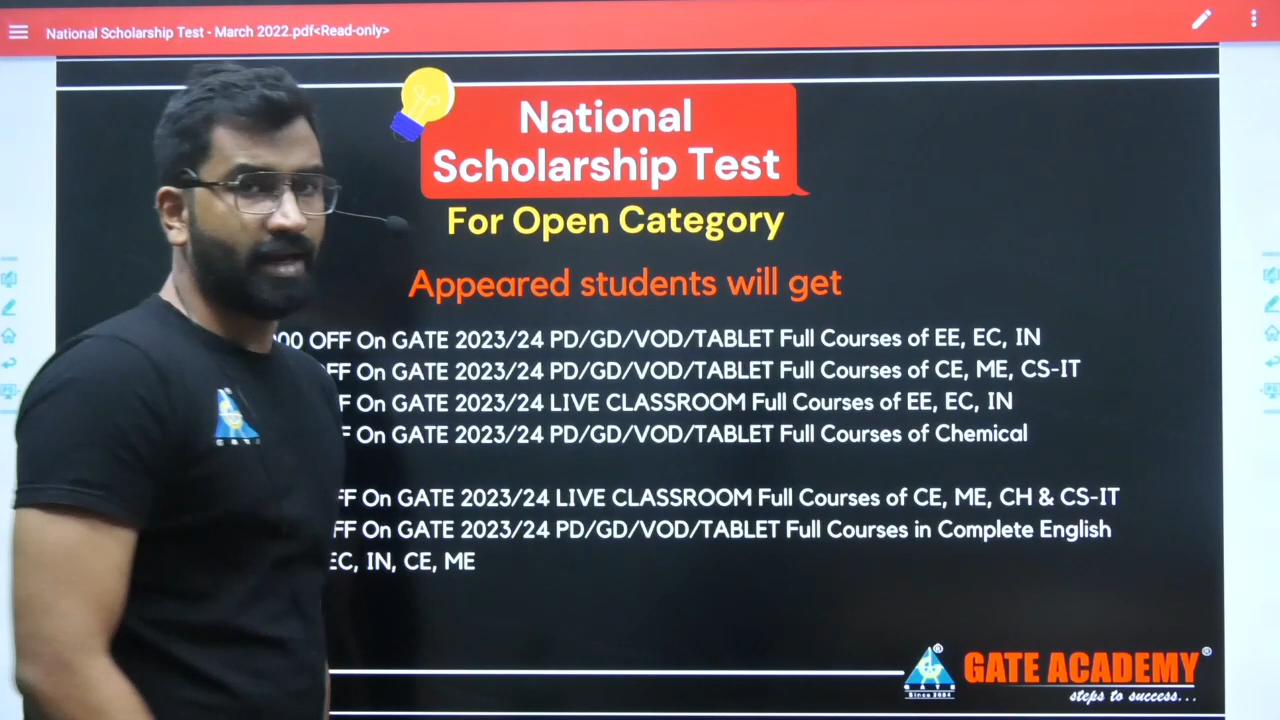 National Scholarship Test - March 2022.pdf<Read-only>
National
Scholarship Test
For Open Category
Appeared students will get
OFF On GATE 2023/24 PD/GD/VOD/TABLET Full Courses of EE, EC, IN
On GATE 2023/24 PD/GD/VOD/TABLET Full Courses of CE, ME, CS-IT
On GATE 2023/24 LIVE CLASSROOM Full Courses of EE, EC, IN
On GATE 2023/24 PD/GD/VOD/TABLET Full Courses of Chemical
On GATE 2023/24 LIVE CLASSROOM Full Courses of CE, ME, CH & CS-IT
On GATE 2023/24 PD/GD/VOD/TABLET Full Courses in Complete English
EC, IN, CE, ME
GATE
Since 2004
GATE ACADEMY®
steps to success...